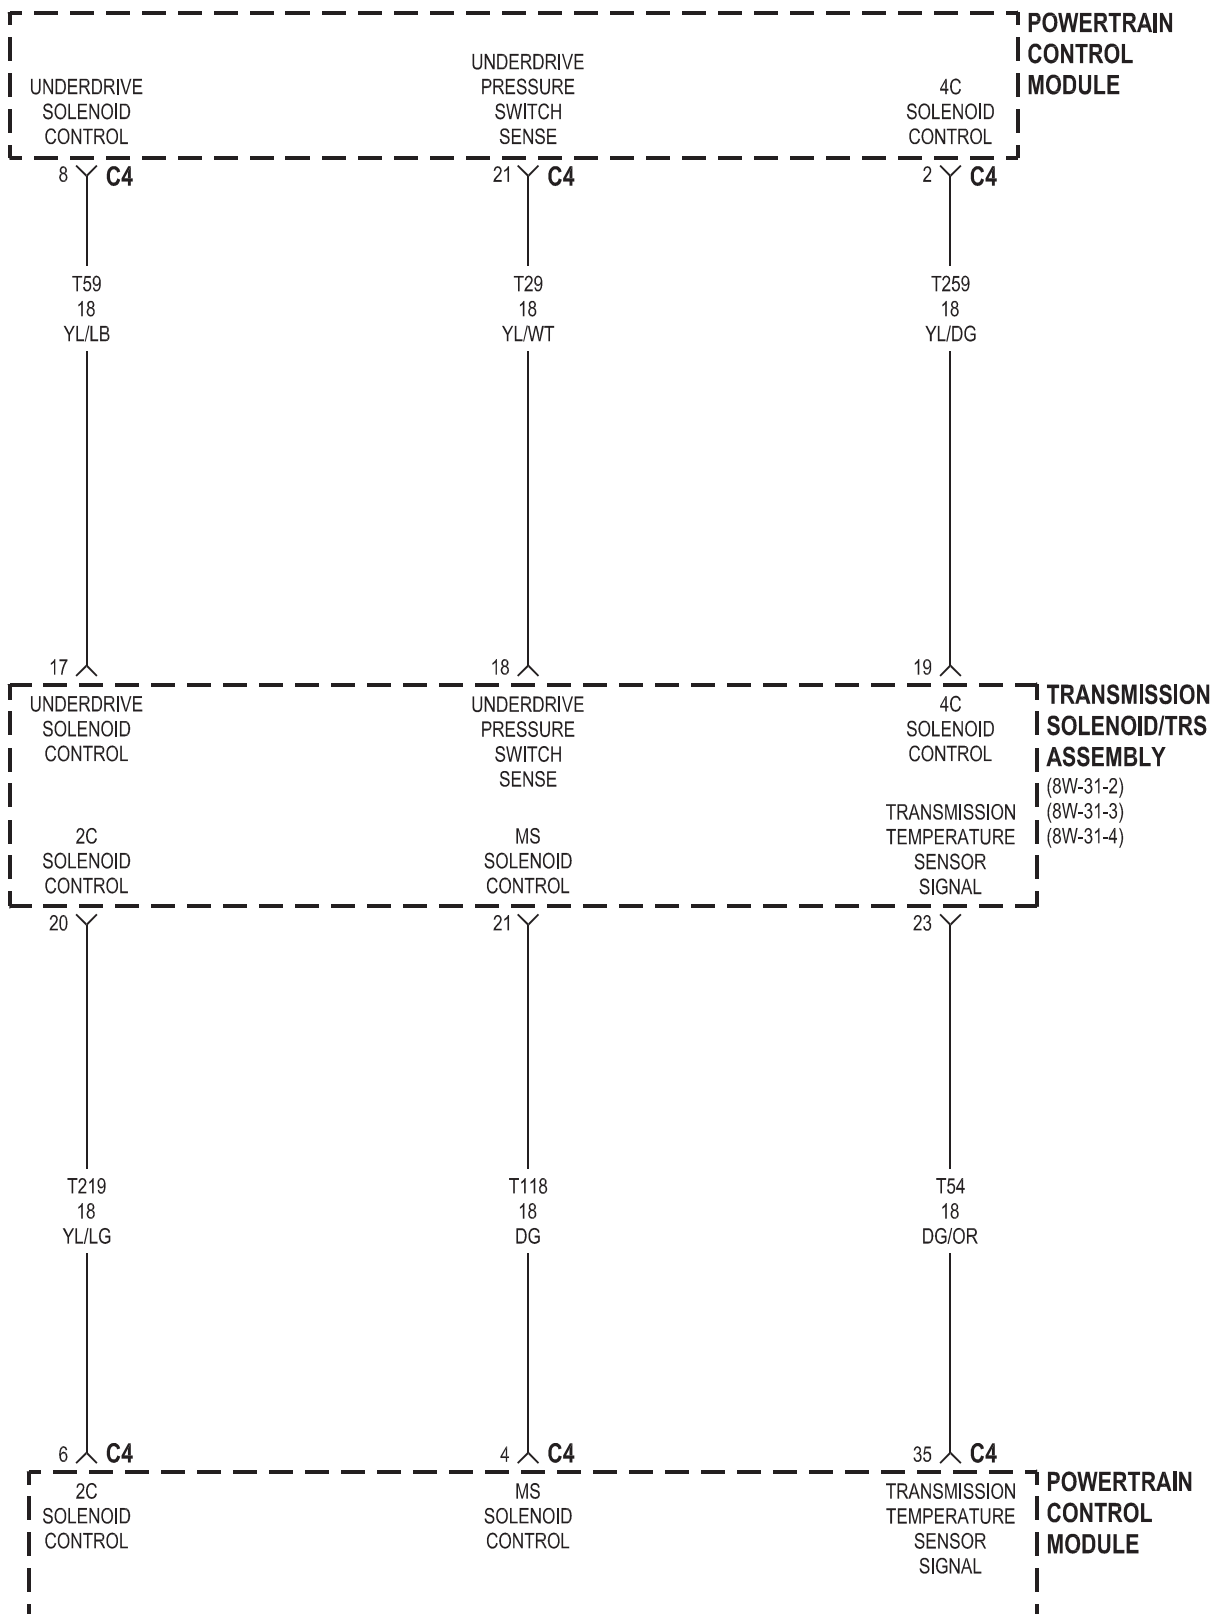 POWERTRAIN
CONTROL
MODULE
UNDERDRIVE
SOLENOID
CONTROL
UNDERDRIVE
PRESSURE
SWITCH
SENSE
4C
SOLENOID
CONTROL
8 C4
21 C4
2 C4
T59
18
YL/LB
T29
18
YL/WT
T259
18
YL/DG
17
18
19
UNDERDRIVE
SOLENOID
CONTROL
UNDERDRIVE
PRESSURE
SWITCH
SENSE
4C
SOLENOID
CONTROL
TRANSMISSION
SOLENOID/TRS
ASSEMBLY
(8W-31-2)
(8W-31-3)
(8W-31-4)
2C
SOLENOID
CONTROL
MS
SOLENOID
CONTROL
TRANSMISSION
TEMPERATURE
SENSOR
SIGNAL
20
21
23
T219
18
YL/LG
T118
18
DG
T54
18
DG/OR
6 C4
4 C4
35 C4
2C
SOLENOID
CONTROL
MS
SOLENOID
CONTROL
TRANSMISSION
TEMPERATURE
SENSOR
SIGNAL
POWERTRAIN
CONTROL
MODULE